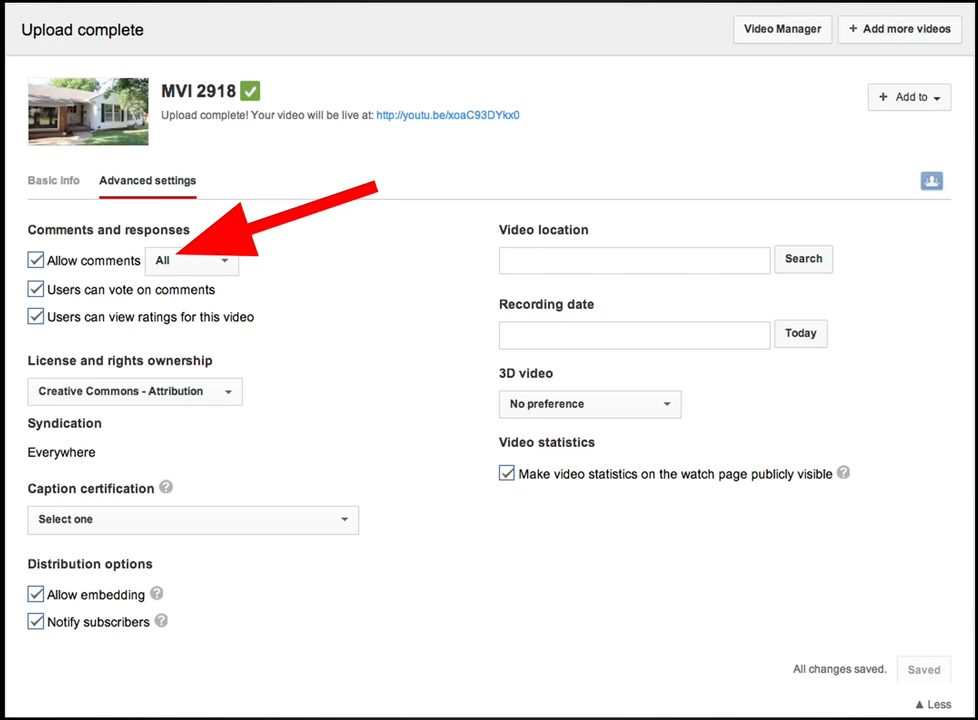 Upload complete
Video Manager
+ Add more videos
MVI 2918
Upload complete! Your video will be live at: http://youtu.be/xoaC93DYkx0
+ Add to
Basic Info
Advanced settings
Comments and responses
Allow comments
All
Users can vote on comments
Users can view ratings for this video
License and rights ownership
Creative Commons - Attribution
Syndication
Everywhere
Caption certification ?
Select one
Distribution options
Allow embedding ?
Notify subscribers ?
Video location
Search
Recording date
Today
3D video
No preference
Video statistics
Make video statistics on the watch page publicly visible ?
All changes saved.
Saved
▲ Less